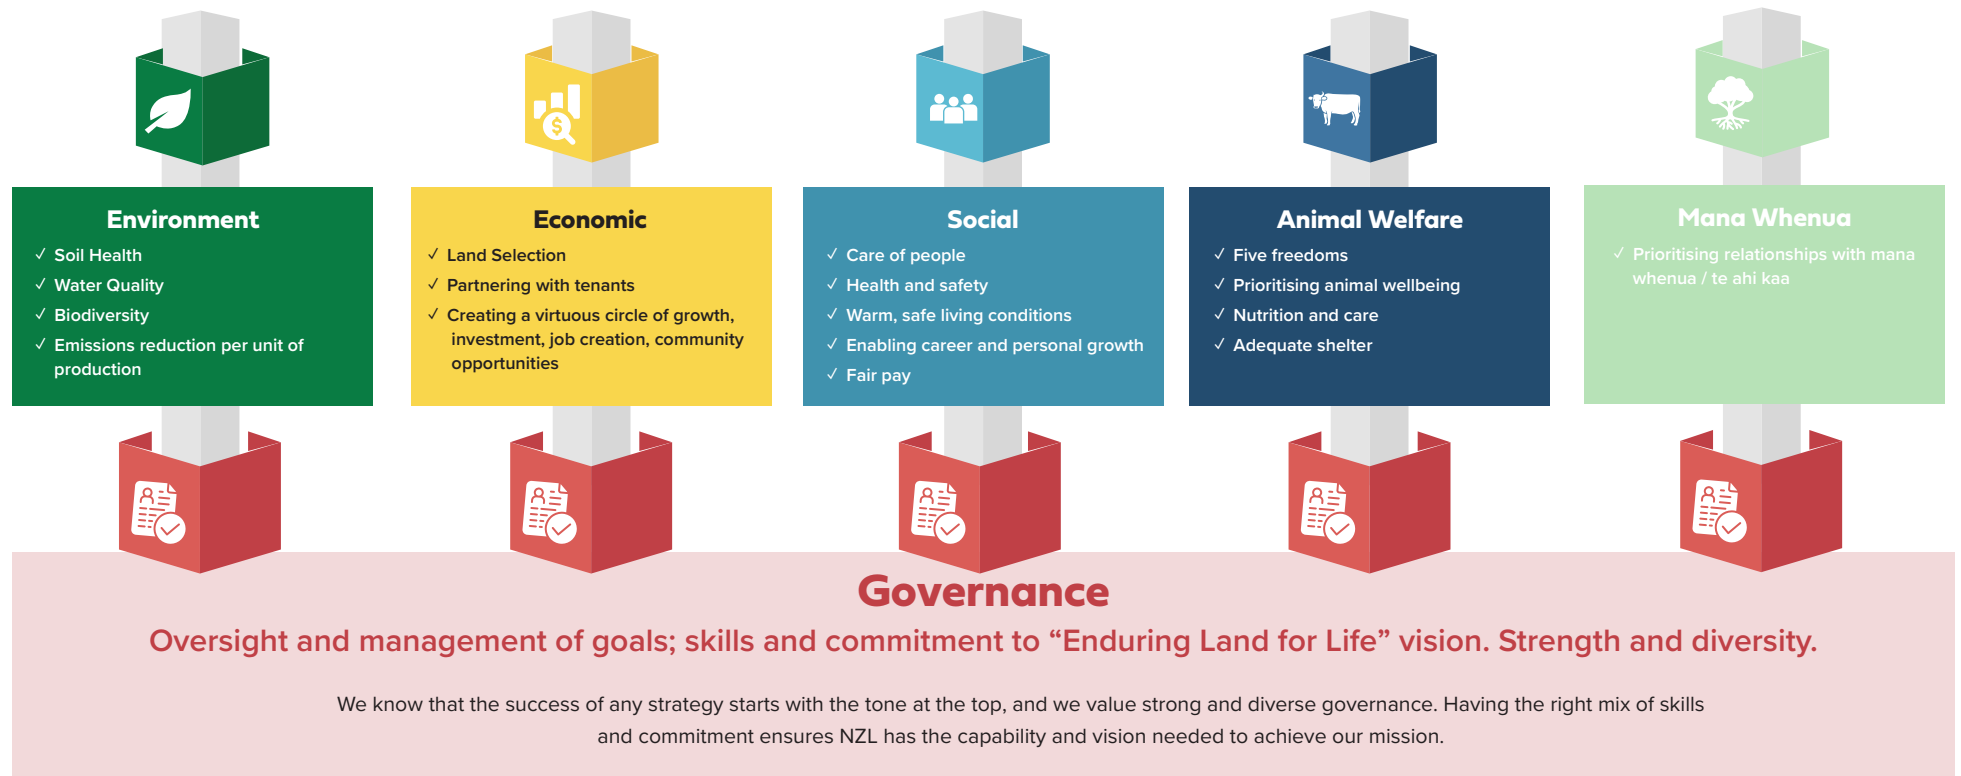 Environment
✓ Soil Health
✓ Water Quality
✓ Biodiversity
✓ Emissions reduction per unit of
production
Economic
✓ Land Selection
✓ Partnering with tenants
✓ Creating a virtuous circle of growth,
investment, job creation, community
opportunities
Social
✓ Care of people
✓ Health and safety
✓ Warm, safe living conditions
✓ Enabling career and personal growth
✓ Fair pay
Animal Welfare
✓ Five freedoms
✓ Prioritising animal wellbeing
✓ Nutrition and care
✓ Adequate shelter
Mana Whenua
✓ Prioritising relationships with mana
whenua / te ahi kaa
Governance
Oversight and management of goals; skills and commitment to “Enduring Land for Life” vision. Strength and diversity.
We know that the success of any strategy starts with the tone at the top, and we value strong and diverse governance. Having the right mix of skills
and commitment ensures NZL has the capability and vision needed to achieve our mission.